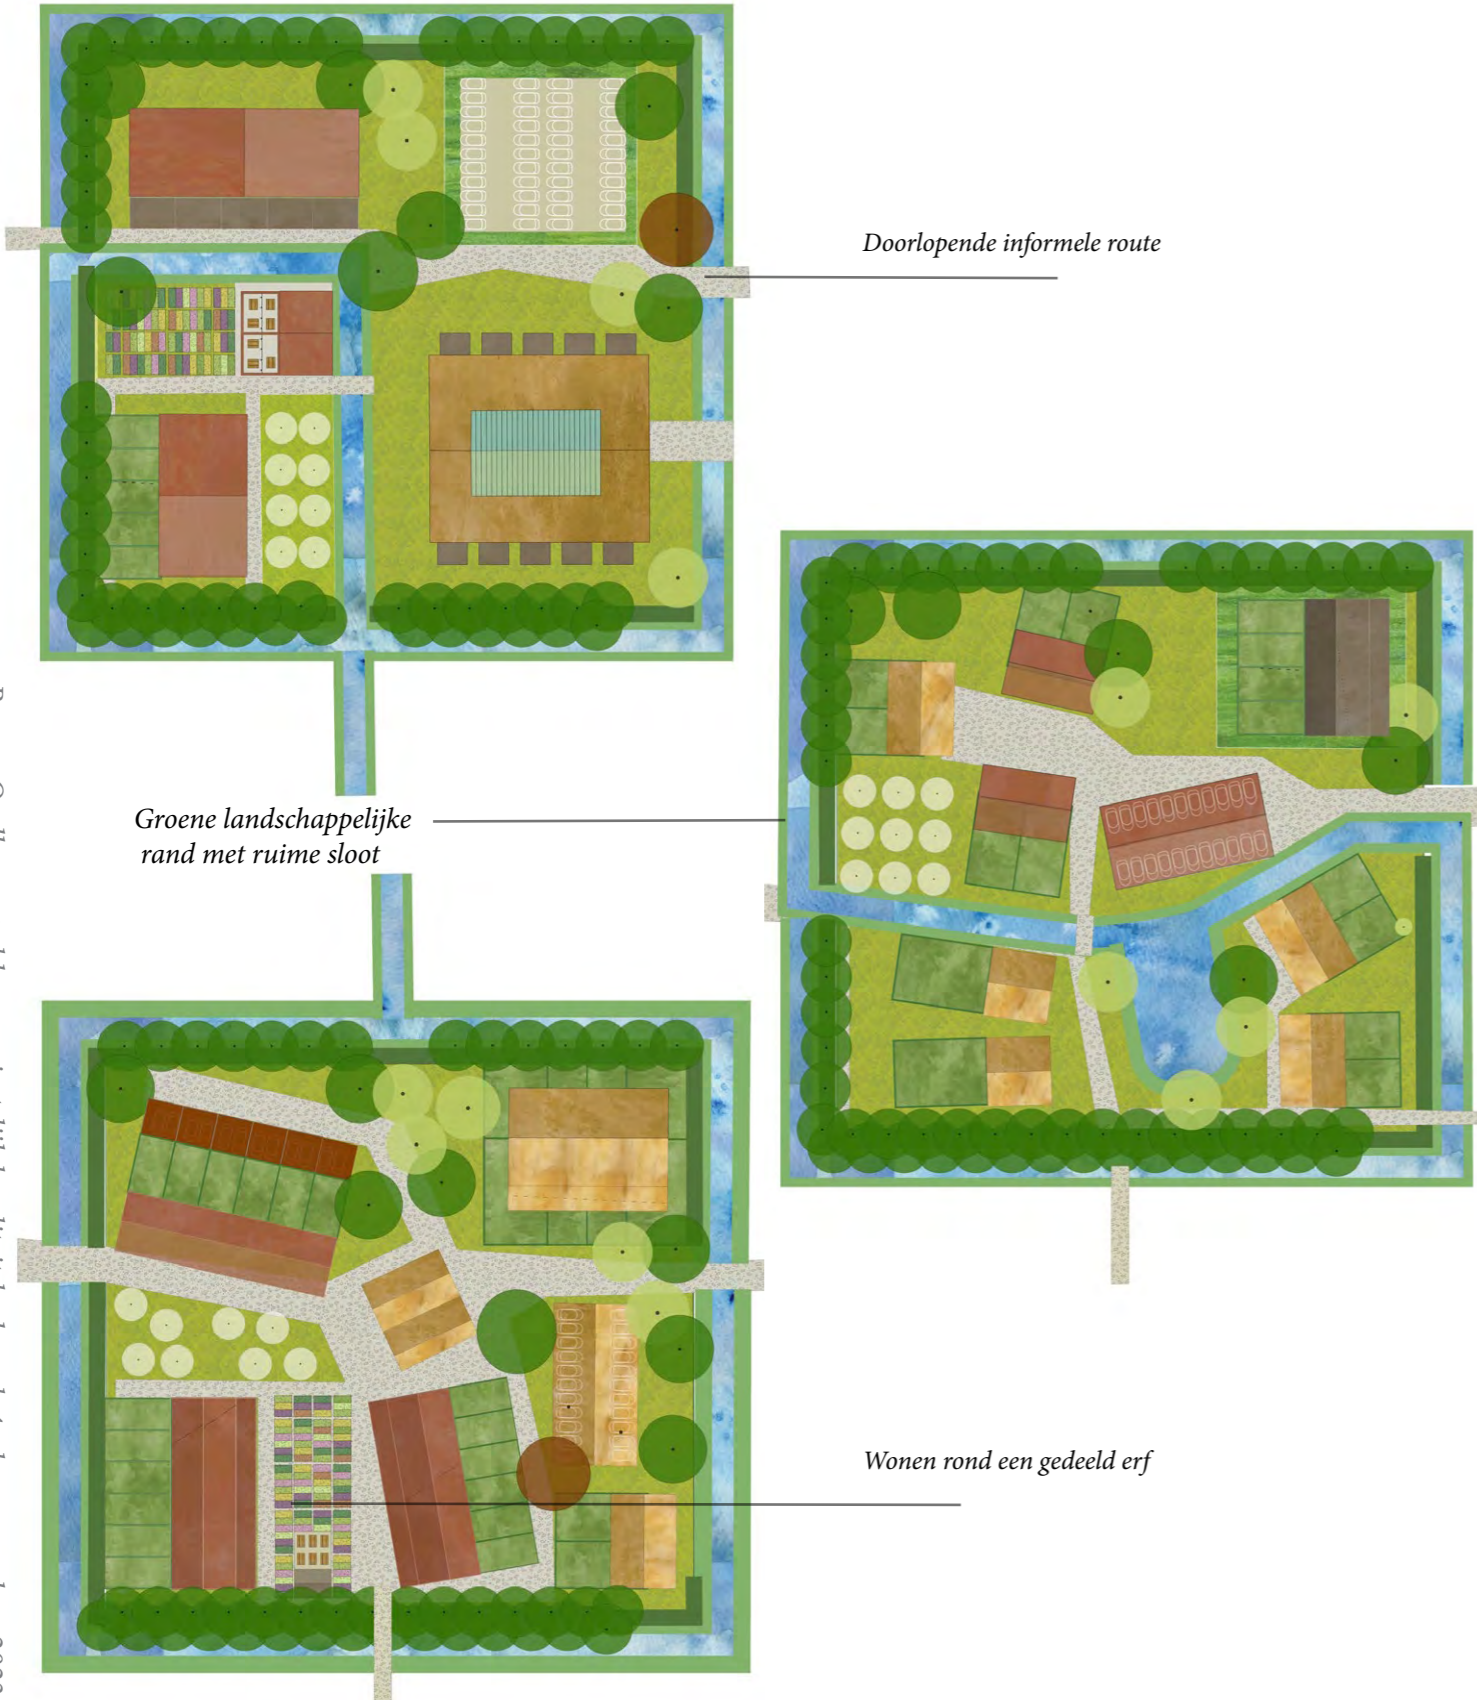 Doorlopende informele route
Groene landschappelijke
rand met ruime sloot
Wonen rond een gedeeld erf